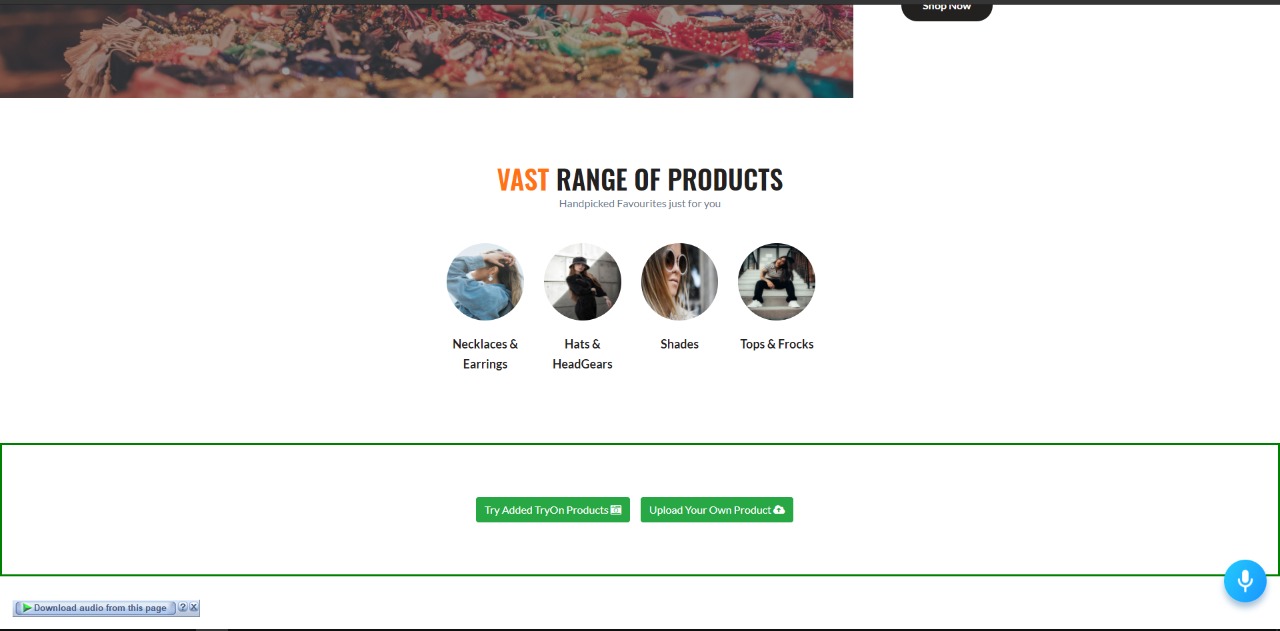 Shop Now
VAST RANGE OF PRODUCTS
Handpicked Favourites just for you
Necklaces &
Earrings
Hats &
HeadGears
Shades
Tops & Frocks
Try Added TryOn Products
Upload Your Own Product
Download audio from this page ? X